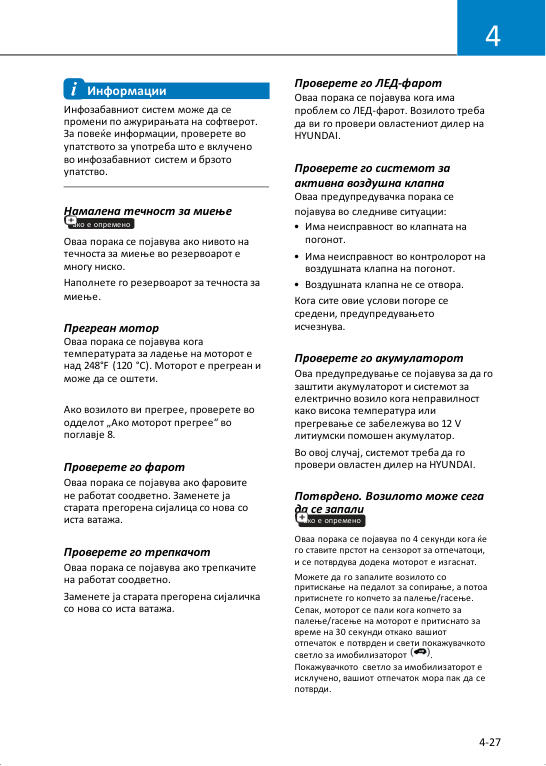 4
i Информации
Инфозабавниот систем може да се
промени по ажурирањата на софтверот.
За повеќе информации, проверете во
упатството за употреба што е вклучено
во инфозабавниот систем и брзото
упатство.
Намалена течност за миење
ако е опремено
Оваа порака се појавува ако нивото на
течноста за миење во резервоарот е
многу ниско.
Наполнете го резервоарот за течноста за
миење.
Прегреан мотор
Оваа порака се појавува кога
температурата за ладење на моторот е
над 248°F (120 °C). Моторот е прегреан и
може да се оштети.
Ако возилото ви прегрее, проверете во
одделот „Ако моторот прегрее“ во
поглавје 8.
Проверете го фарот
Оваа порака се појавува ако фаровите
не работат соодветно. Заменете ја
старата прегорена сијалица со нова со
иста ватажа.
Проверете го трепкачот
Оваа порака се појавува ако трепкачите
на работат соодветно.
Заменете ја старата прегорена сијаличка
со нова со иста ватажа.
Проверете го ЛЕД-фарот
Оваа порака се појавува кога има
проблем со ЛЕД-фарот. Возилото треба
да ви го провери овластениот дилер на
HYUNDAI.
Проверете го системот за
активна воздушна клапна
Оваа предупредувачка порака се
појавува во следниве ситуации:
• Има неисправност во клапната на
погонот.
• Има неисправност во контролорот на
воздушната клапна на погонот.
• Воздушната клапна не се отвора.
Кога сите овие услови погоре се
средени, предупредувањето
исчезнува.
Проверете го акумулаторот
Ова предупредување се појавува за да го
заштити акумулаторот и системот за
електрично возило кога неправилност
како висока температура или
прегревање се забележува во 12 V
литиумски помошен акумулатор.
Во овој случај, системот треба да го
провери овластен дилер на HYUNDAI.
Потврдено. Возилото може сега
да се запали
ако е опремено
Оваа порака се појавува по 4 секунди кога ќе
го ставите прстот на сензорот за отпечатоци,
и се потврдува додека моторот е изгаснат.
Можете да го запалите возилото со
притискање на педалот за сопирање, а потоа
притиснете го копчето за палење/гасење.
Сепак, моторот се пали кога копчето за
палење/гасење на моторот е притиснато за
време на 30 секунди откако вашиот
отпечаток е потврден и свети покажувачкото
светло за имобилизаторот ( ).
Покажувачкото светло за имобилизаторот е
исклучено, вашиот отпечаток мора пак да се
потврди.
4-27